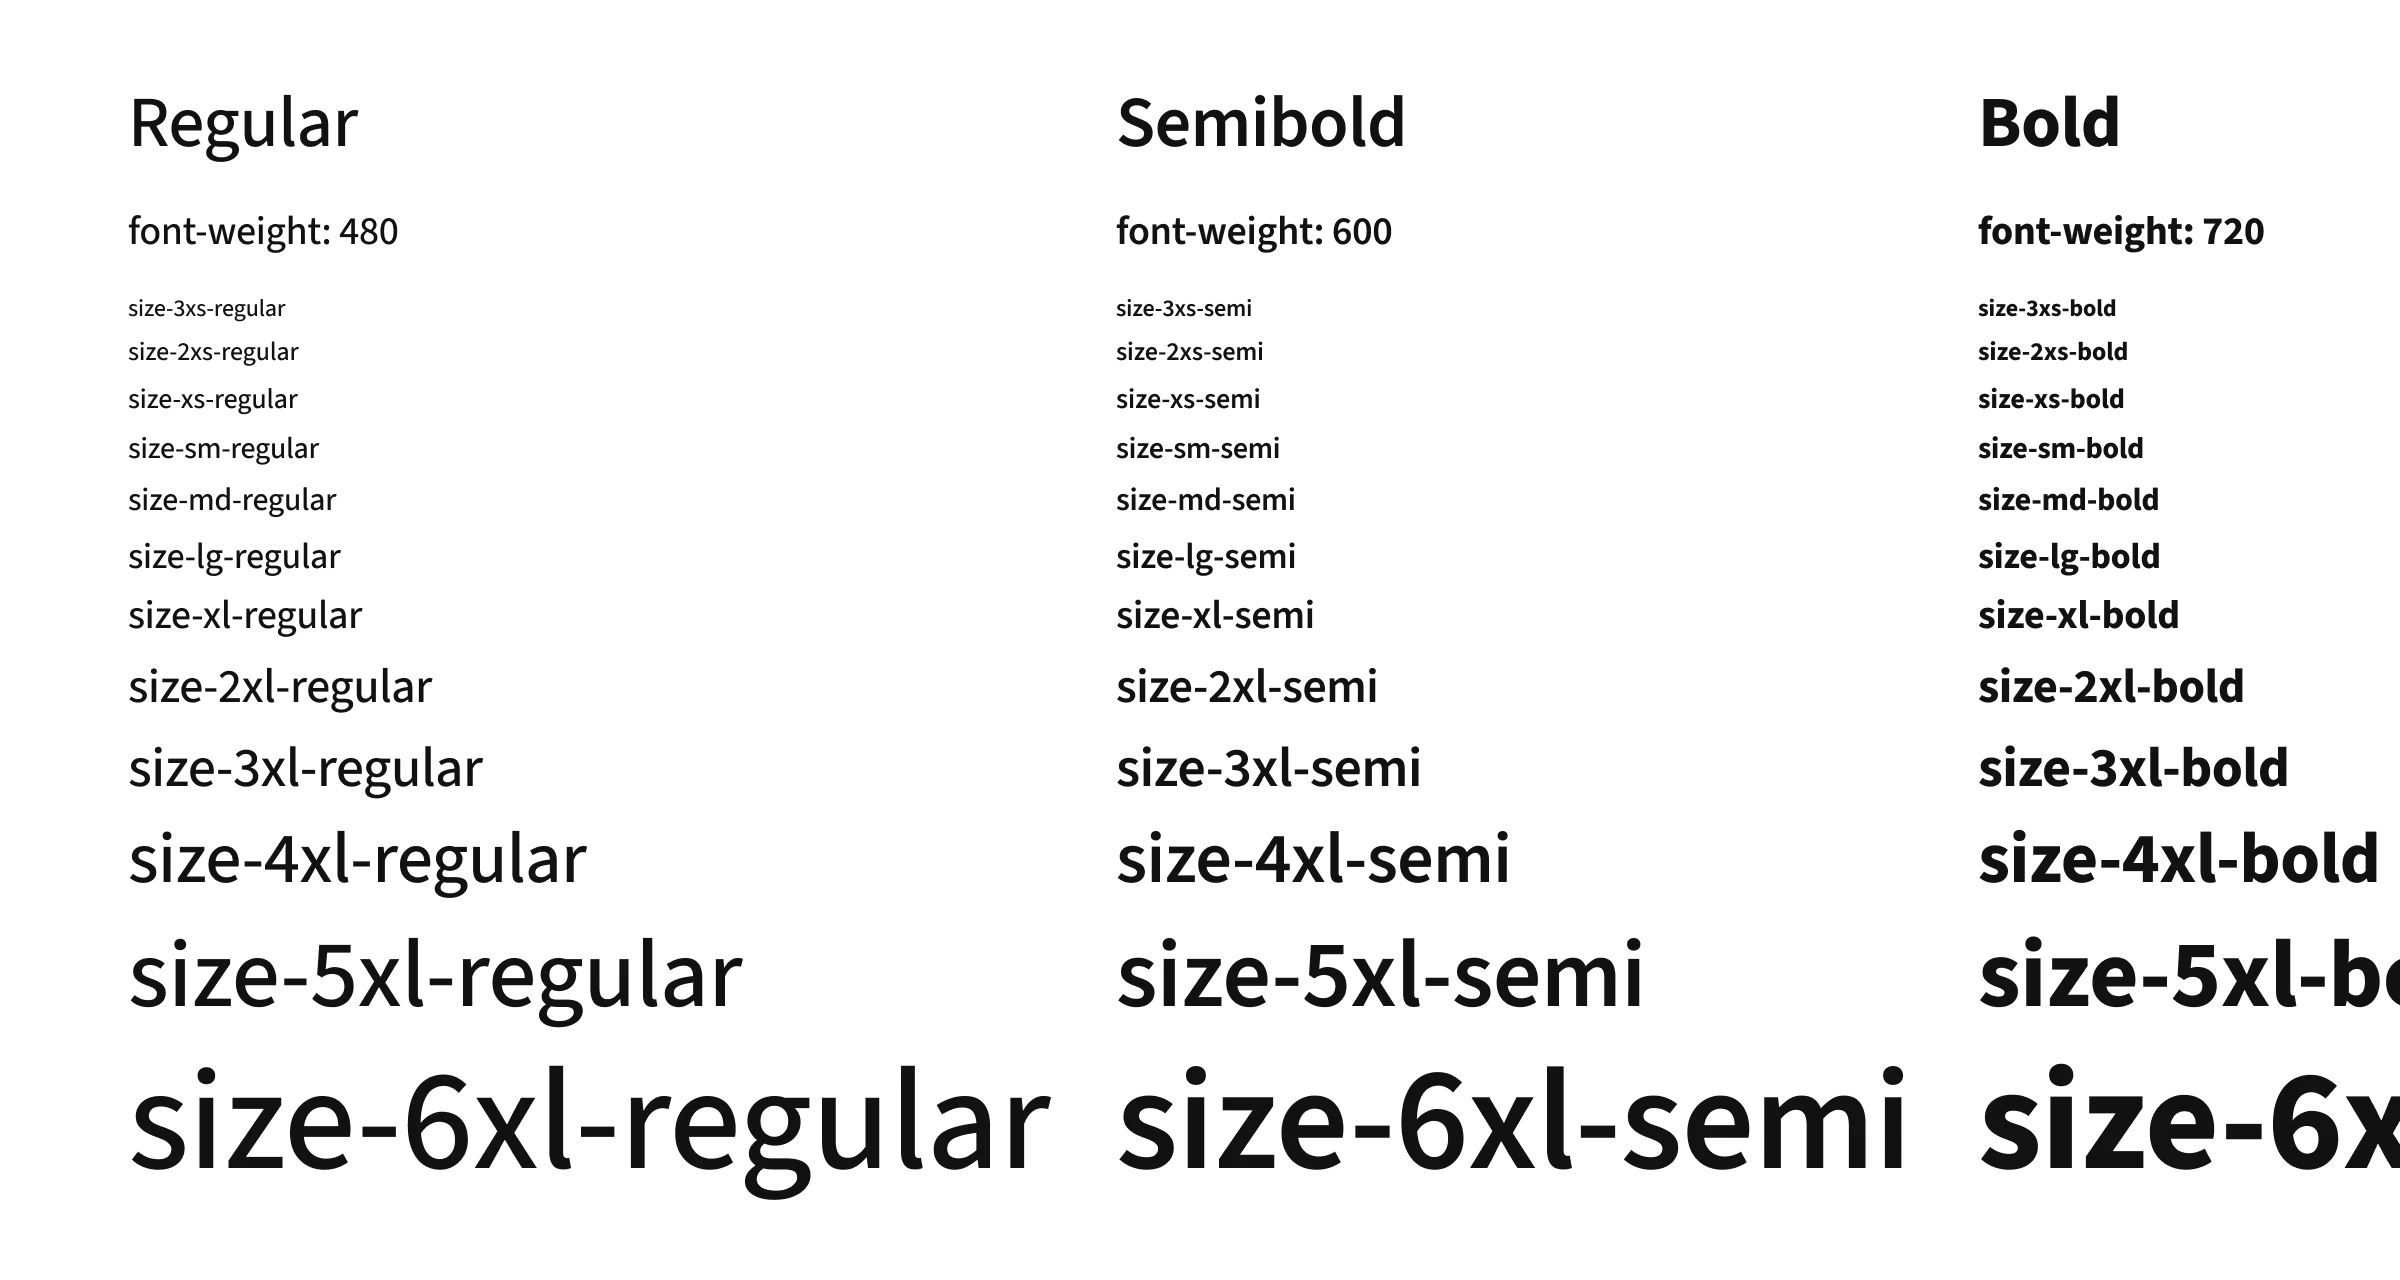 Regular
font-weight: 480
size-3xs-regular
size-2xs-regular
size-xs-regular
size-sm-regular
size-md-regular
size-lg-regular
size-xl-regular
size-2xl-regular
size-3xl-regular
size-4xl-regular
size-5xl-regular
size-6xl-regular
Semibold
font-weight: 600
size-3xs-semi
size-2xs-semi
size-xs-semi
size-sm-semi
size-md-semi
size-lg-semi
size-xl-semi
size-2xl-semi
size-3xl-semi
size-4xl-semi
size-5xl-semi
size-6xl-semi
Bold
font-weight: 720
size-3xs-bold
size-2xs-bold
size-xs-bold
size-sm-bold
size-md-bold
size-lg-bold
size-xl-bold
size-2xl-bold
size-3xl-bold
size-4xl-bold
size-5xl-b
size-6x